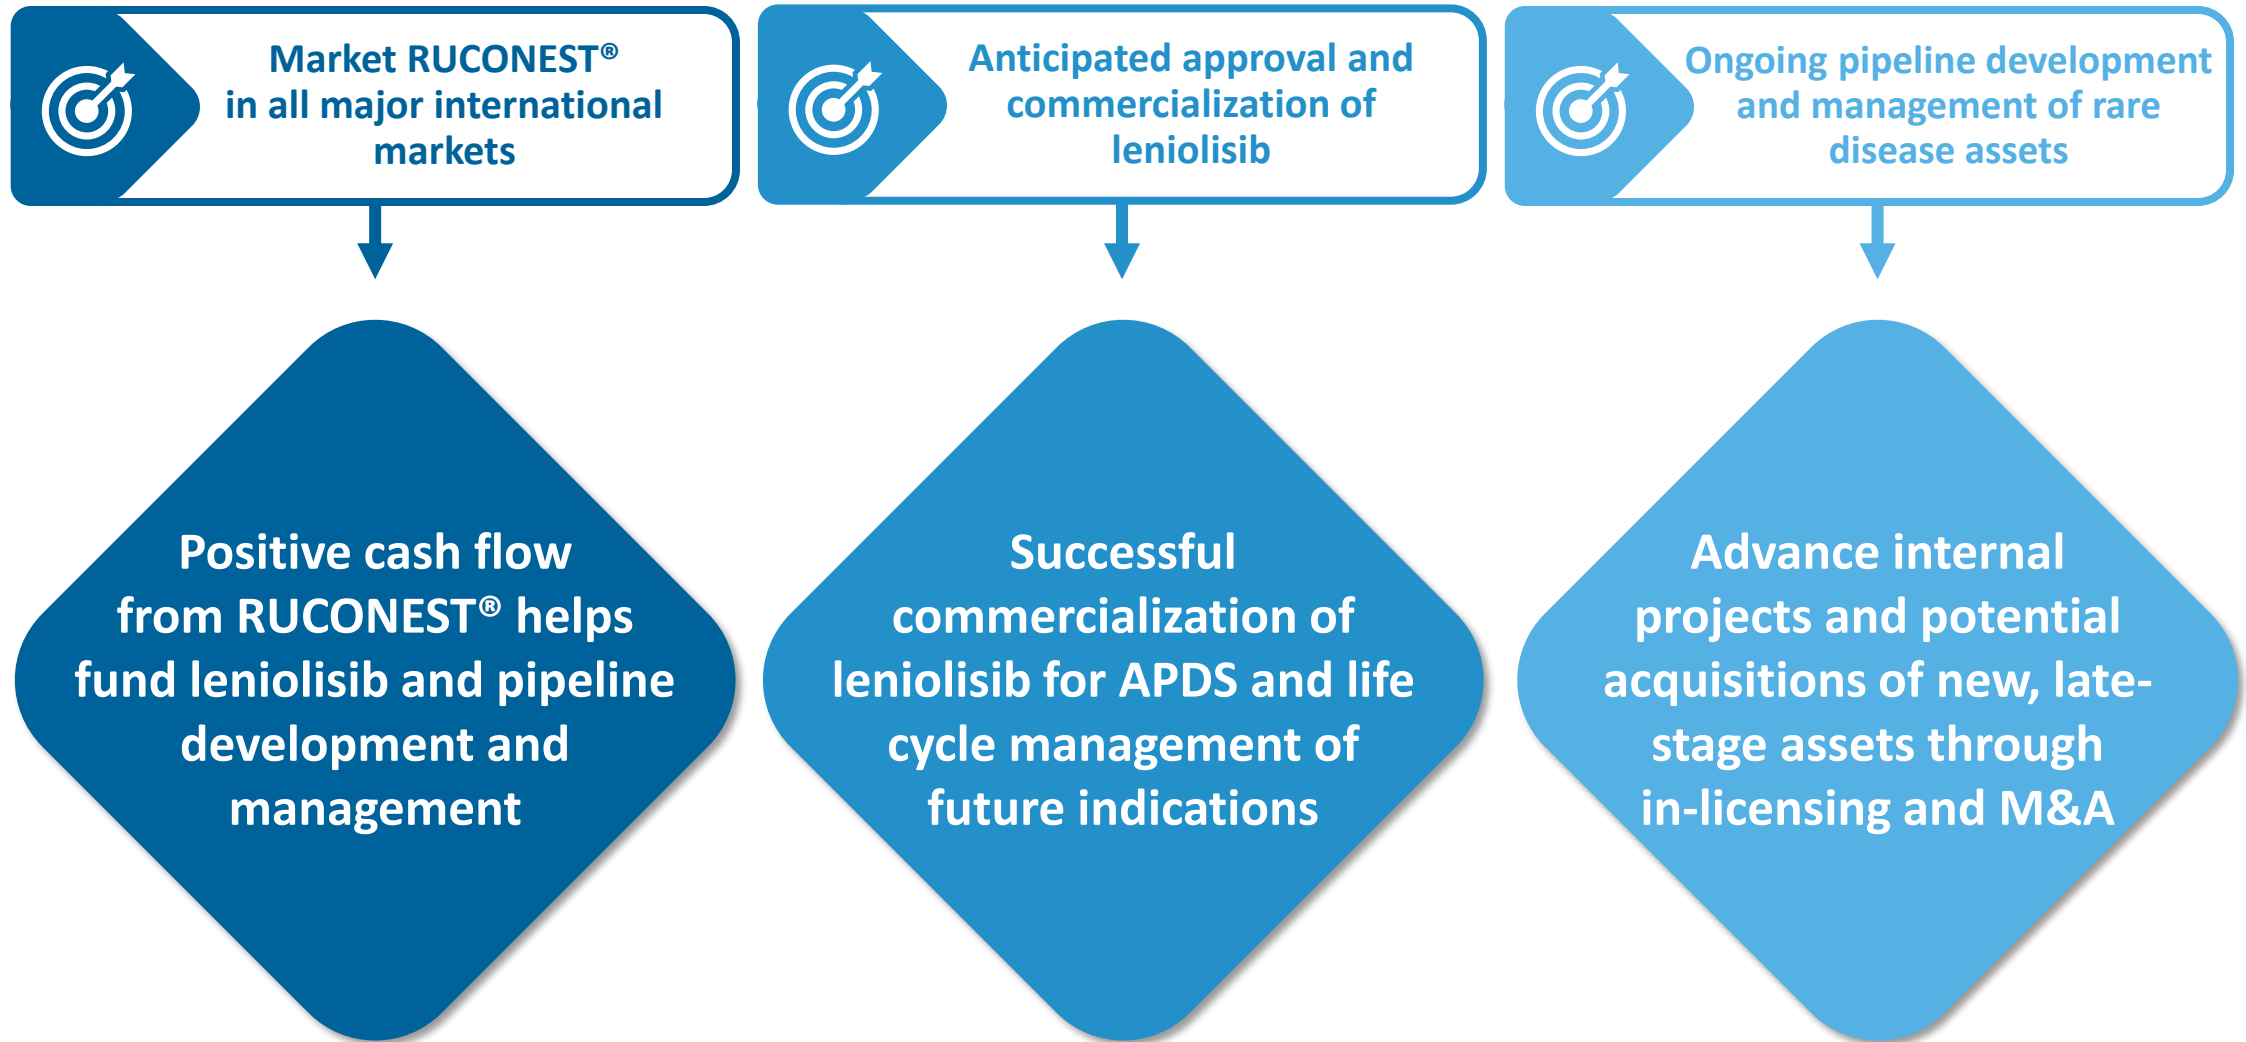 Market RUCONEST®
in all major international
markets
Positive cash flow
from RUCONEST® helps
fund leniolisib and pipeline
development and
management
Anticipated approval and
commercialization of
leniolisib
Successful
commercialization of
leniolisib for APDS and life
cycle management of
future indications
Ongoing pipeline development
and management of rare
disease assets
Advance internal
projects and potential
acquisitions of new, late-
stage assets through
in-licensing and M&A